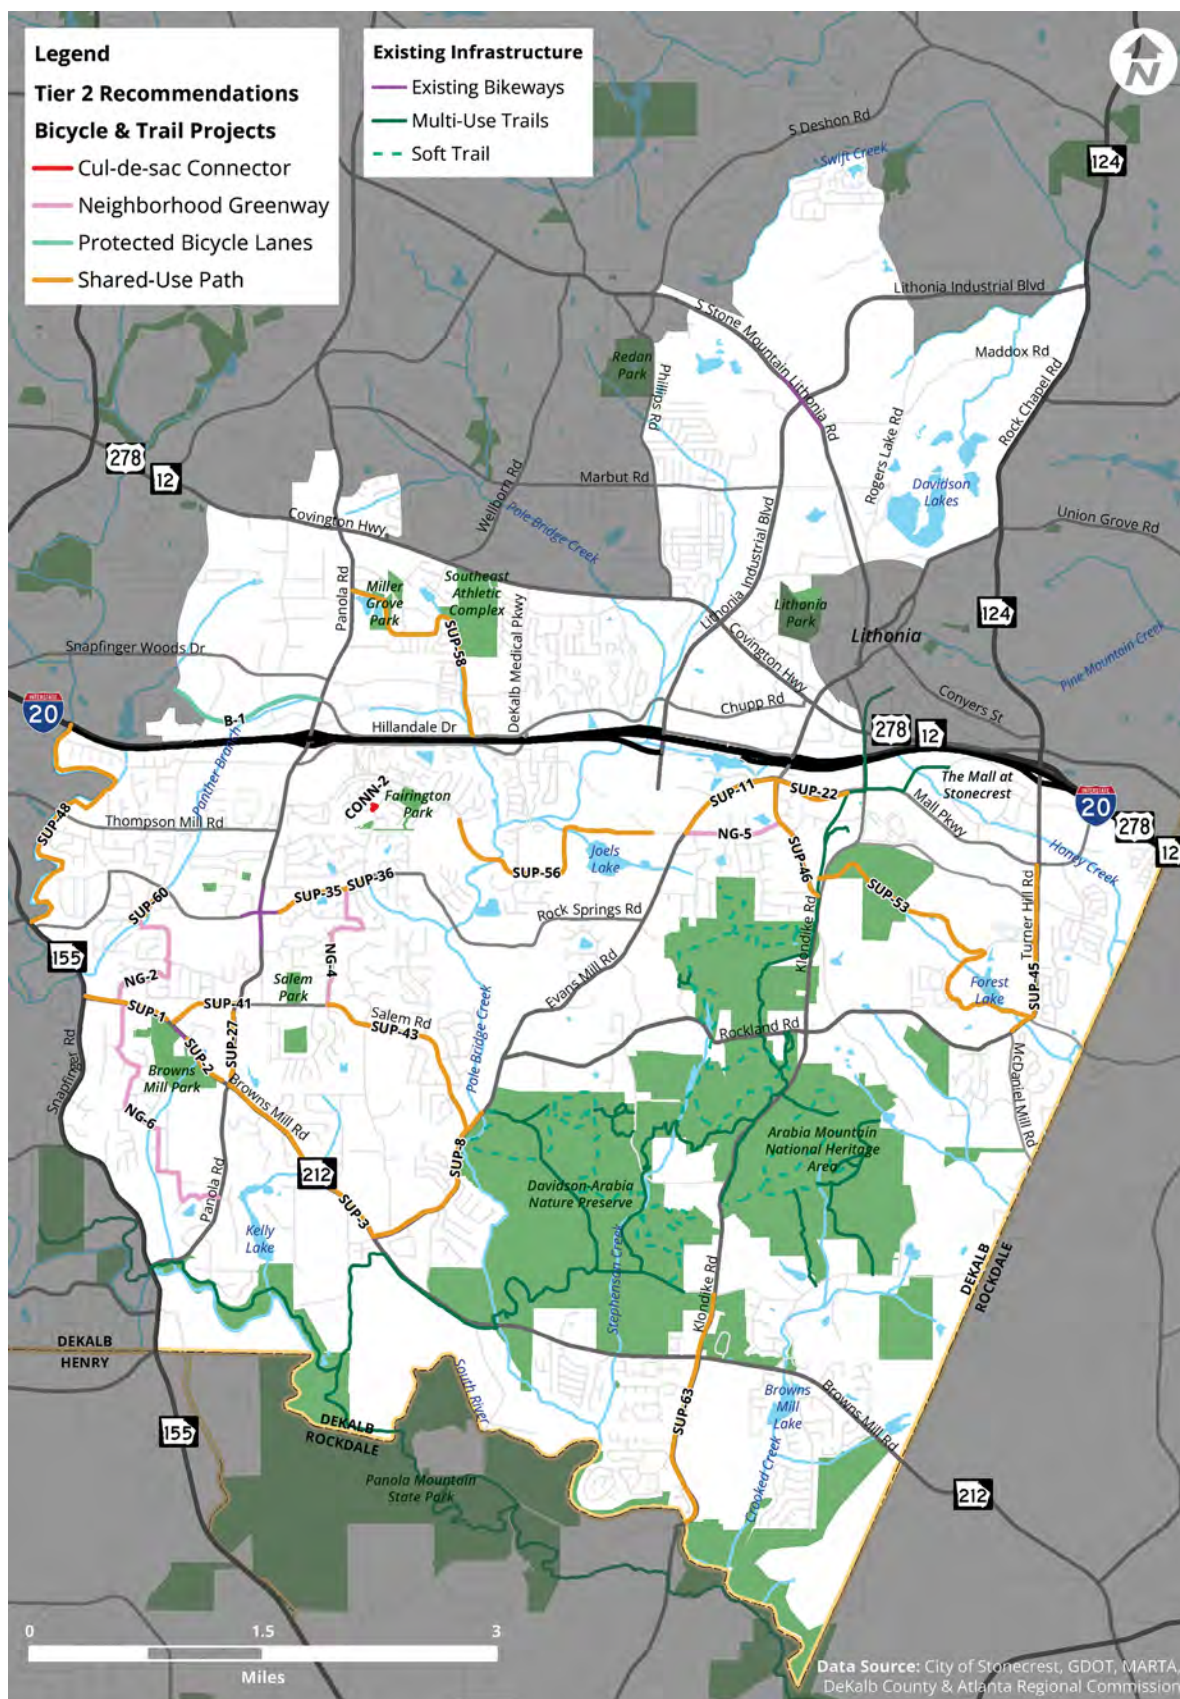 Legend
Tier 2 Recommendations
Bicycle & Trail Projects
Cul-de-sac Connector
Neighborhood Greenway
Protected Bicycle Lanes
Shared-Use Path
Existing Infrastructure
Existing Bikeways
Multi-Use Trails
Soft Trail
N
S Deshon Rd
Swift Creek
124
Lithonia Industrial Blvd
S Stone Mountain Lithonia Rd
Maddox Rd
Redan
Park
Phillips Rd
Rock Chapel Rd
Rogers Lake Rd
278
12
Wellborn Rd
Marbut Rd
Davidson
Lakes
Covington Hwy
Pole Bridge Creek
Lithonia Industrial Blvd
Union Grove Rd
Panola Rd
Miller
Grove
Park
Southeast
Athletic
Complex
SUP-58
DeKalb Medical Pkwy
Lithonia
Park
Lithonia
124
Covington Hwy
Snapfinger Woods Dr
Pine Mountain Creek
INTERSTATE
20
B-1
Hillandale Dr
Chupp Rd
Conyers St
278
12
Panther Branch
CONN-2
Fairington
Park
SUP-11
SUP-22
The Mall at
Stonecrest
INTERSTATE
20
278
12
SUP-48
Thompson Mill Rd
NG-5
Mall Pkwy
Honey Creek
Joels
Lake
SUP-56
SUP-46
SUP-53
SUP-60
SUP-35
SUP-36
Rock Springs Rd
Klondike Rd
Turner Hill Rd
155
NG-2
NG-4
Evans Mill Rd
Salem
Park
Forest
Lake
SUP-45
SUP-1
SUP-41
Salem Rd
SUP-43
SUP-27
SUP-2
Pole Bridge Creek
Rockland Rd
Snapfinger Rd
Browns
Mill Park
Browns Mill Rd
McDaniel Mill Rd
NG-6
SUP-8
Arabia Mountain
National Heritage
Area
212
Davidson-Arabia
Nature Preserve
Panola Rd
SUP-3
Kelly
Lake
Stephenson Creek
Klondike Rd
DEKALB
ROCKDALE
DEKALB
HENRY
South River
SUP-63
Browns
Mill
Lake
Browns Mill Rd
155
DEKALB
ROCKDALE
Panola Mountain
State Park
Crooked Creek
212
0
1.5
3
Miles
Data Source: City of Stonecrest, GDOT, MARTA,
DeKalb County & Atlanta Regional Commission